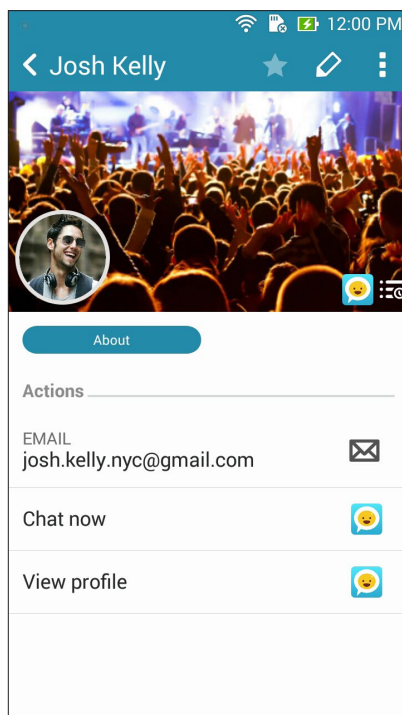 12:00 PM
Josh Kelly
About
Actions
EMAIL
josh.kelly.nyc@gmail.com
Chat now
View profile